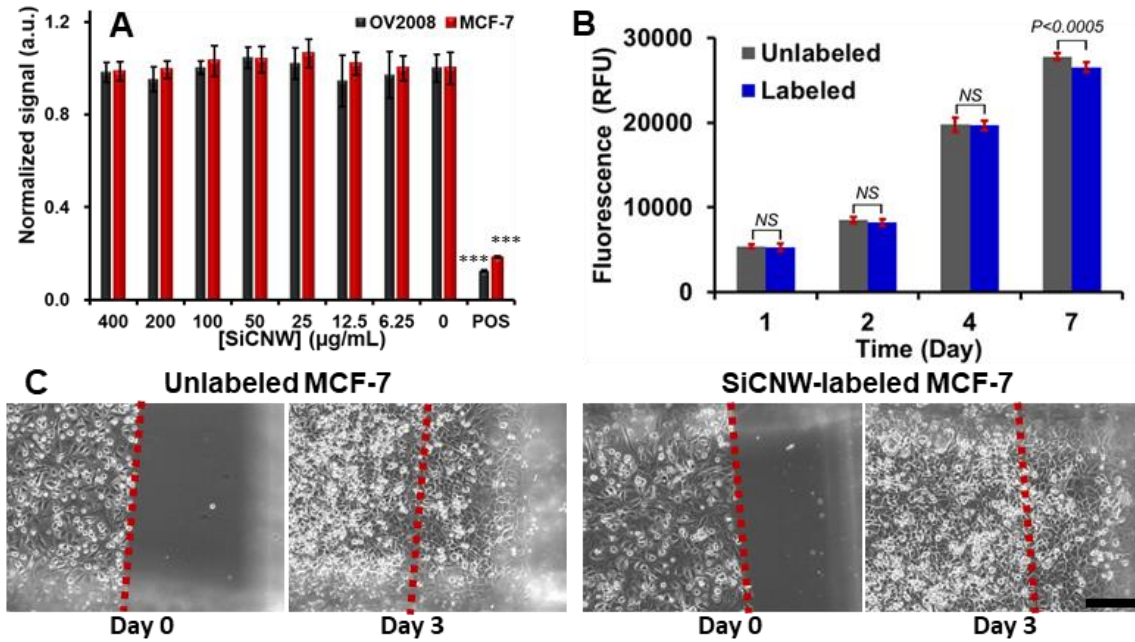 A
OV2008 MCF-7
Normalized signal (a.u.)
1.2
0.8
0.4
0.0
*** ***
400 200 100 50 25 12.5 6.25 0 POS
[SiCNW] (µg/mL)
B
P<0.0005
Unlabeled
Labeled
Fluorescence (RFU)
30000
20000
10000
0
NS
NS
NS
1 2 4 7
Time (Day)
C Unlabeled MCF-7 SiCNW-labeled MCF-7
Day 0 Day 3 Day 0 Day 3